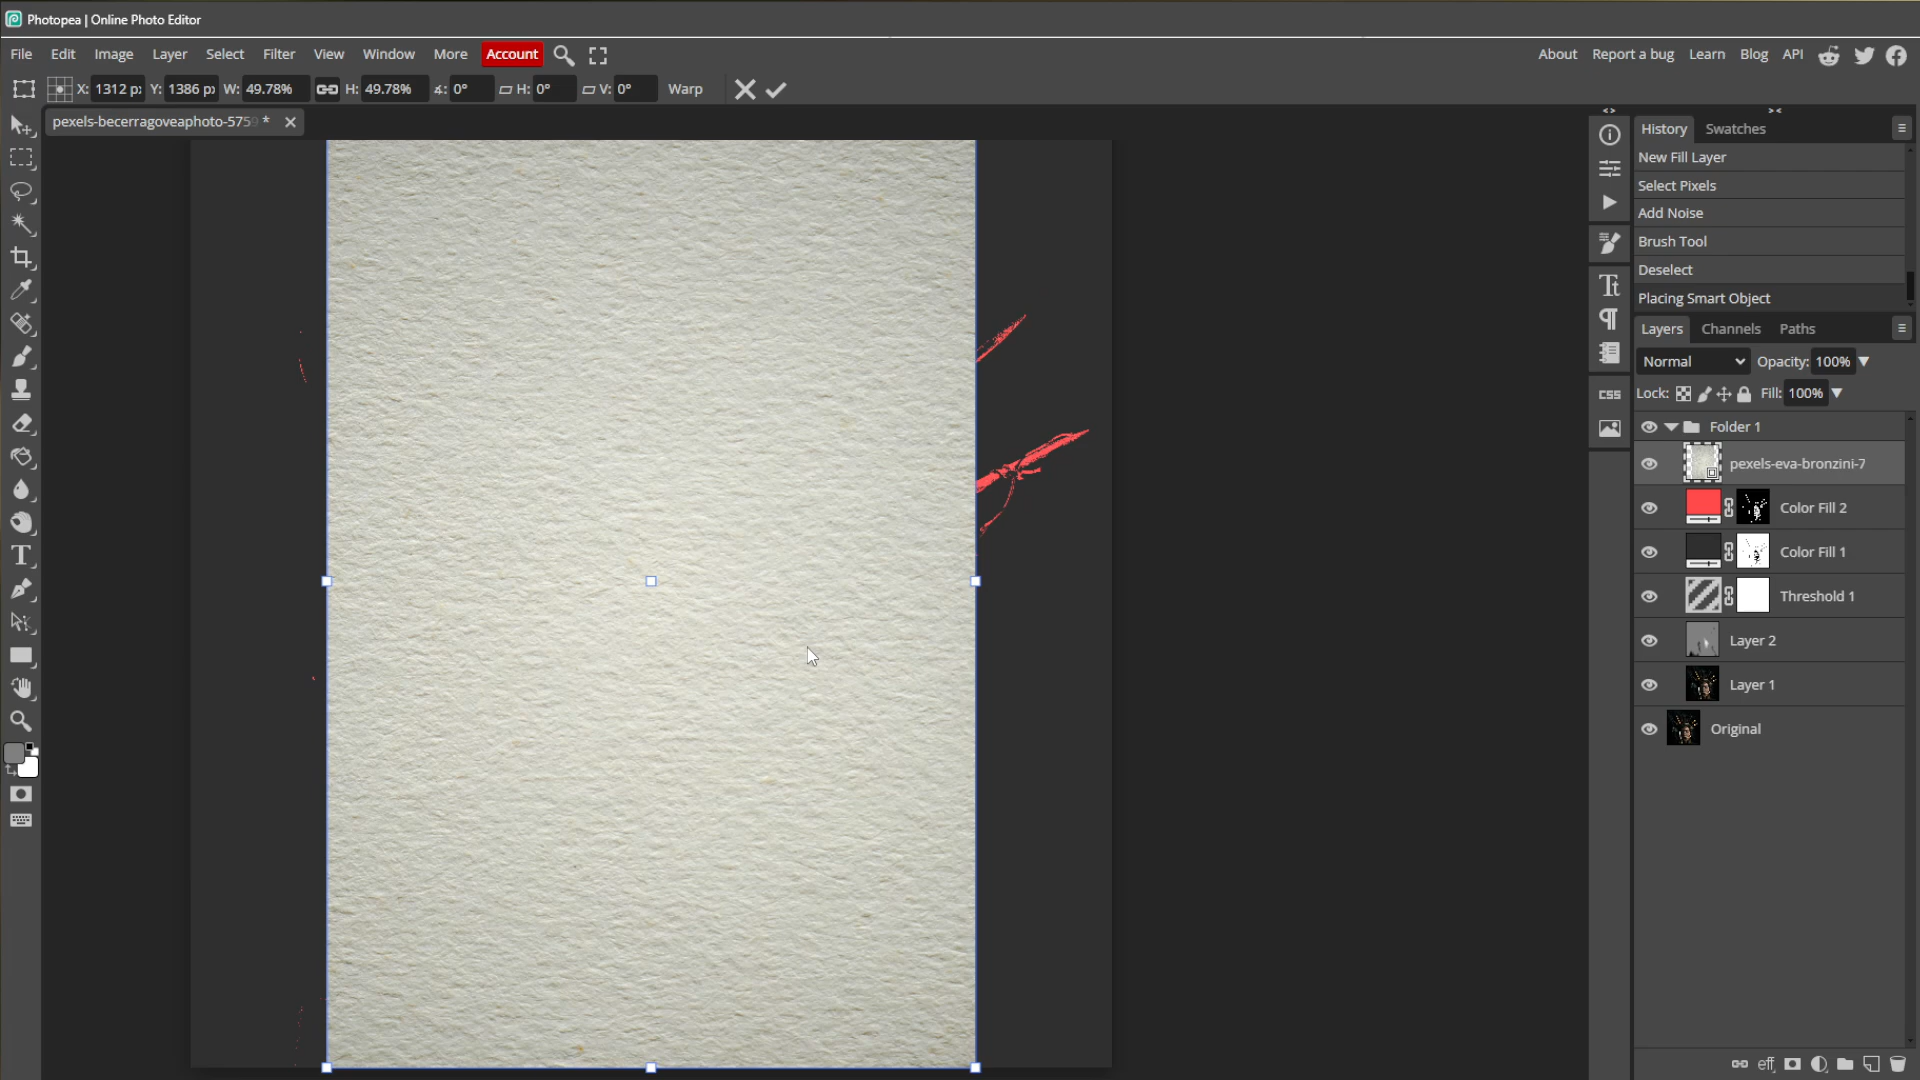 Photopea | Online Photo Editor
File Edit Image Layer Select Filter View Window More Account About Report a bug Learn Blog API
X: 1312 p: Y: 1386 p: W: 49.78% H: 49.78% ∡: 0° H: 0° V: 0° Warp
pexels-becerragoveaphoto-5759 *
History Swatches
New Fill Layer
Select Pixels
Add Noise
Brush Tool
Deselect
Placing Smart Object
Layers Channels Paths
Normal Opacity: 100%
Lock: Fill: 100%
CSS
Folder 1
pexels-eva-bronzini-7
Color Fill 2
Color Fill 1
Threshold 1
Layer 2
Layer 1
Original
eff